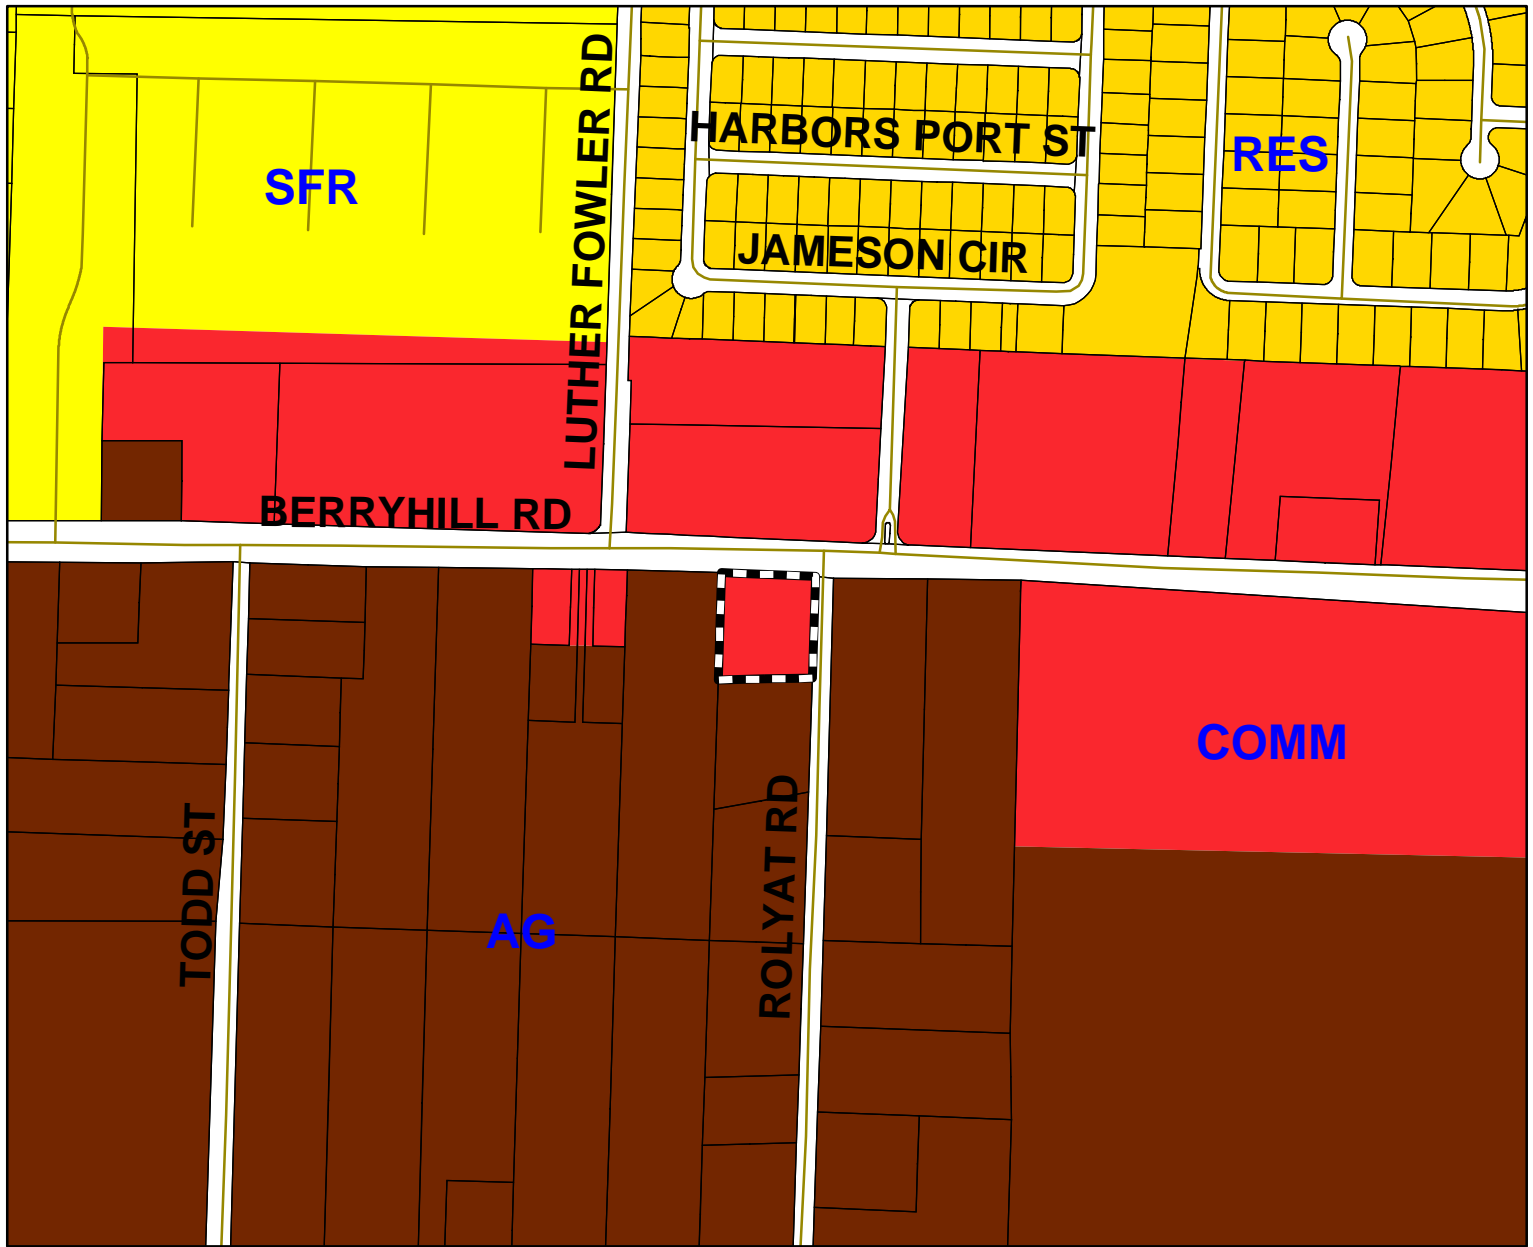 LUTHER FOWLER RD
HARBORS PORT ST
RES
SFR
JAMESON CIR
BERRYHILL RD
COMM
TODD ST
ROLYAT RD
AG